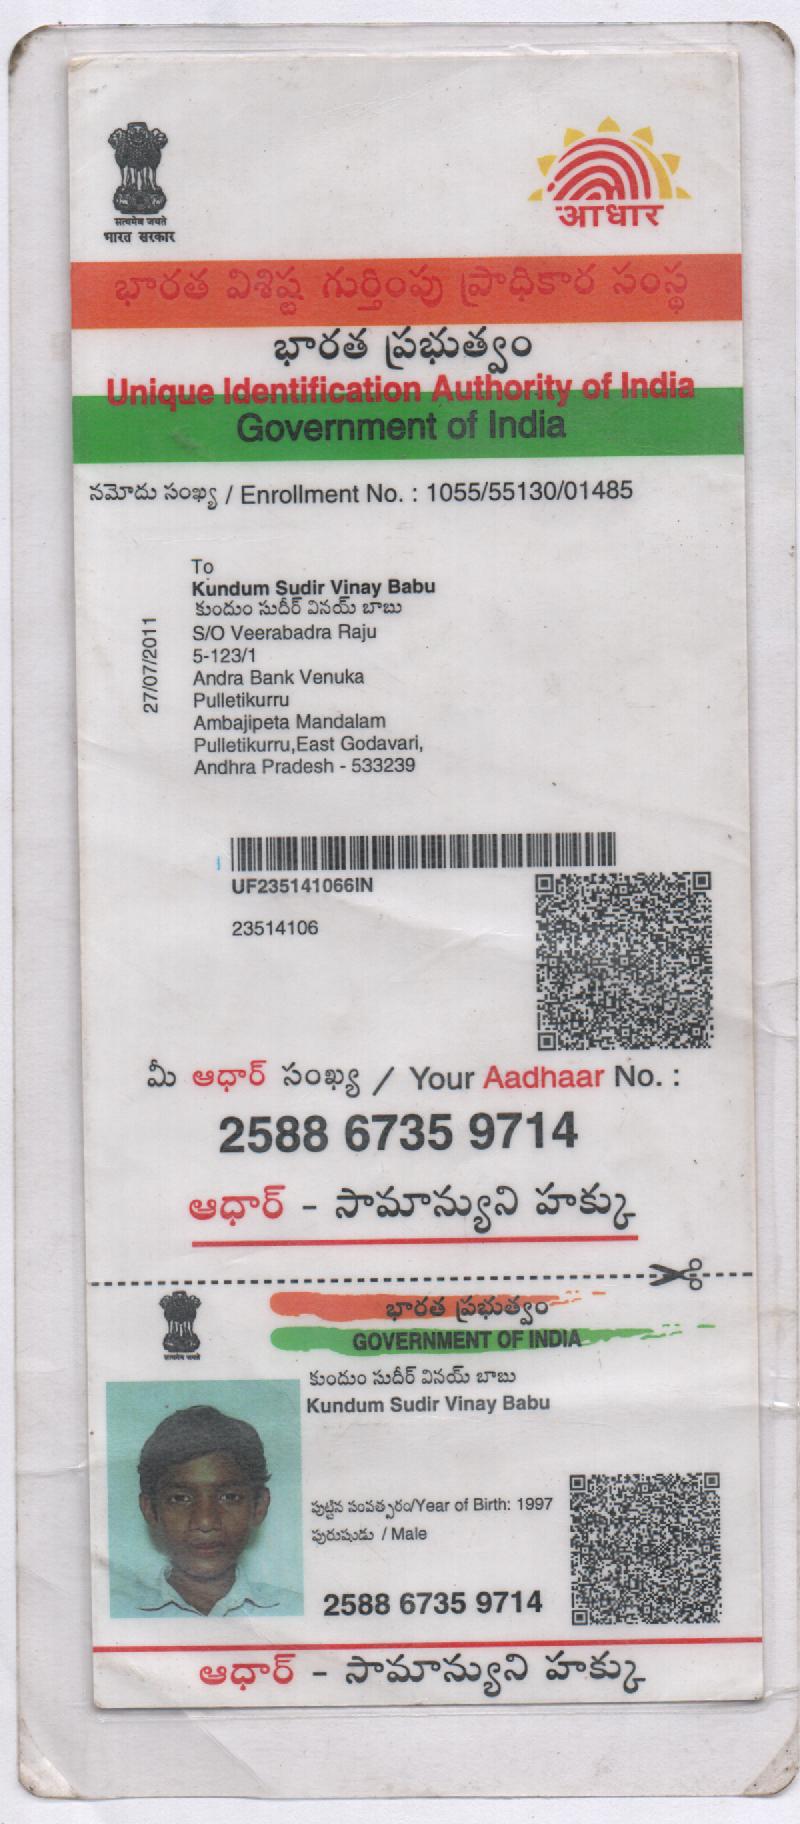 सत्यमेव जयते
भारत सरकार
आधार
భారత విశిష్ట గుర్తింపు ప్రాధికార సంస్థ
భారత ప్రభుత్వం
Unique Identification Authority of India
Government of India
నమోదు సంఖ్య / Enrollment No. : 1055/55130/01485
To
Kundum Sudir Vinay Babu
కుందుం సుదీర్ వినయ్ బాబు
S/O Veerabadra Raju
5-123/1
Andra Bank Venuka
Pulletikurru
Ambajipeta Mandalam
Pulletikurru,East Godavari,
Andhra Pradesh - 533239
27/07/2011
UF235141066IN
23514106
మీ ఆధార్ సంఖ్య / Your Aadhaar No. :
2588 6735 9714
ఆధార్ - సామాన్యుని హక్కు
భారత ప్రభుత్వం
GOVERNMENT OF INDIA
सत्यमेव जयते
కుందుం సుదీర్ వినయ్ బాబు
Kundum Sudir Vinay Babu
పుట్టిన సంవత్సరం/Year of Birth: 1997
పురుషుడు / Male
2588 6735 9714
ఆధార్ - సామాన్యుని హక్కు